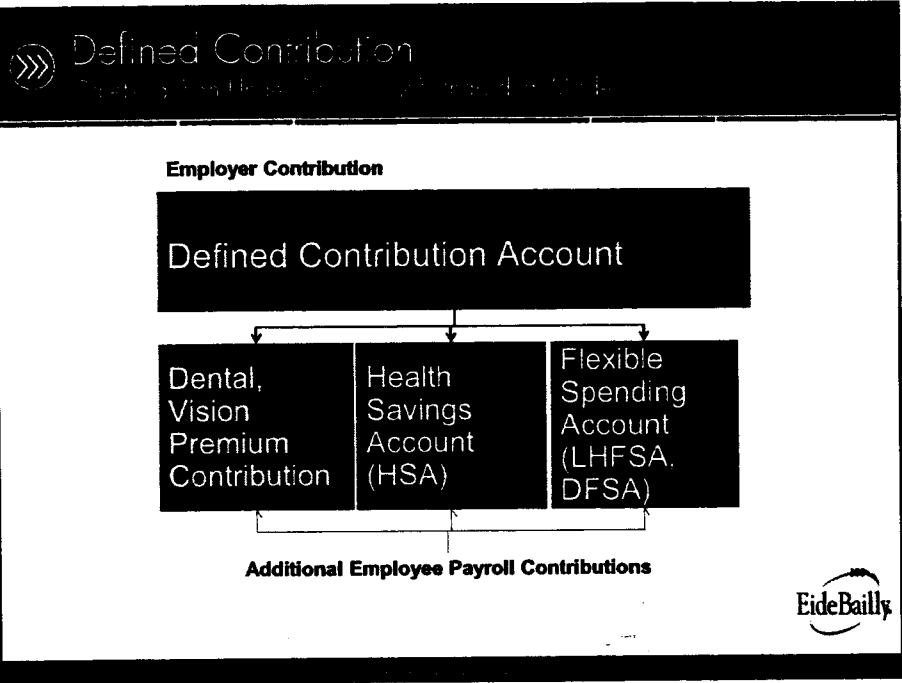 Defined Contribution
Employer Contribution
Defined Contribution Account
Dental,
Vision
Premium
Contribution
Health
Savings
Account
(HSA)
Flexible
Spending
Account
(LHFSA,
DFSA)
Additional Employee Payroll Contributions
EideBailly